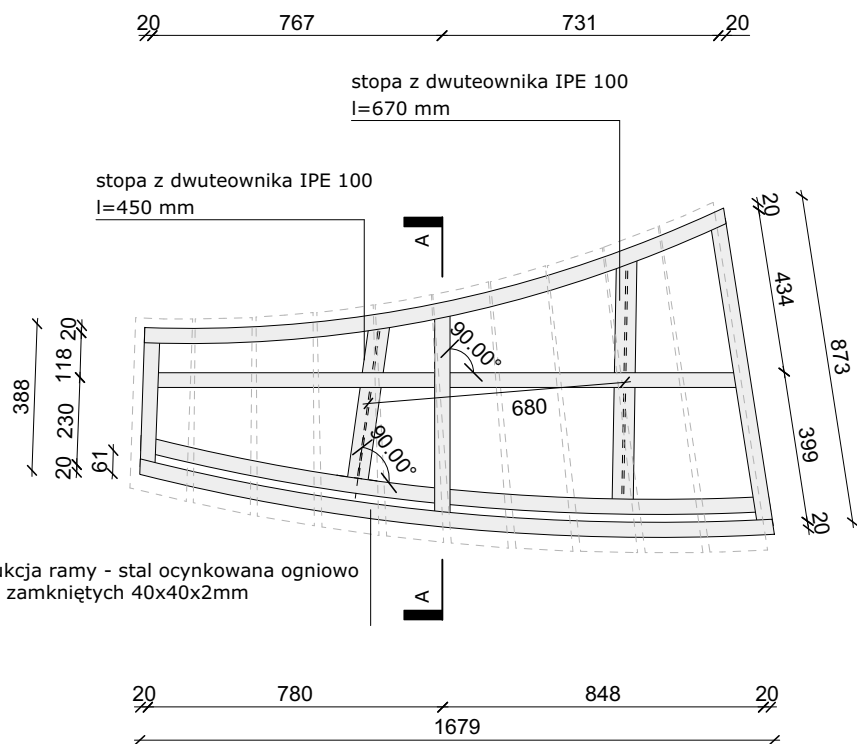 20 767 731 20
stopa z dwuteownika IPE 100
l=670 mm
stopa z dwuteownika IPE 100
l=450 mm
A
20
434
873
399
20
388
20
118
230
20
61
90.00°
680
90.00°
ukcja ramy - stal ocynkowana ogniowo
zamkniętych 40x40x2mm
A
20 780 848 20
1679